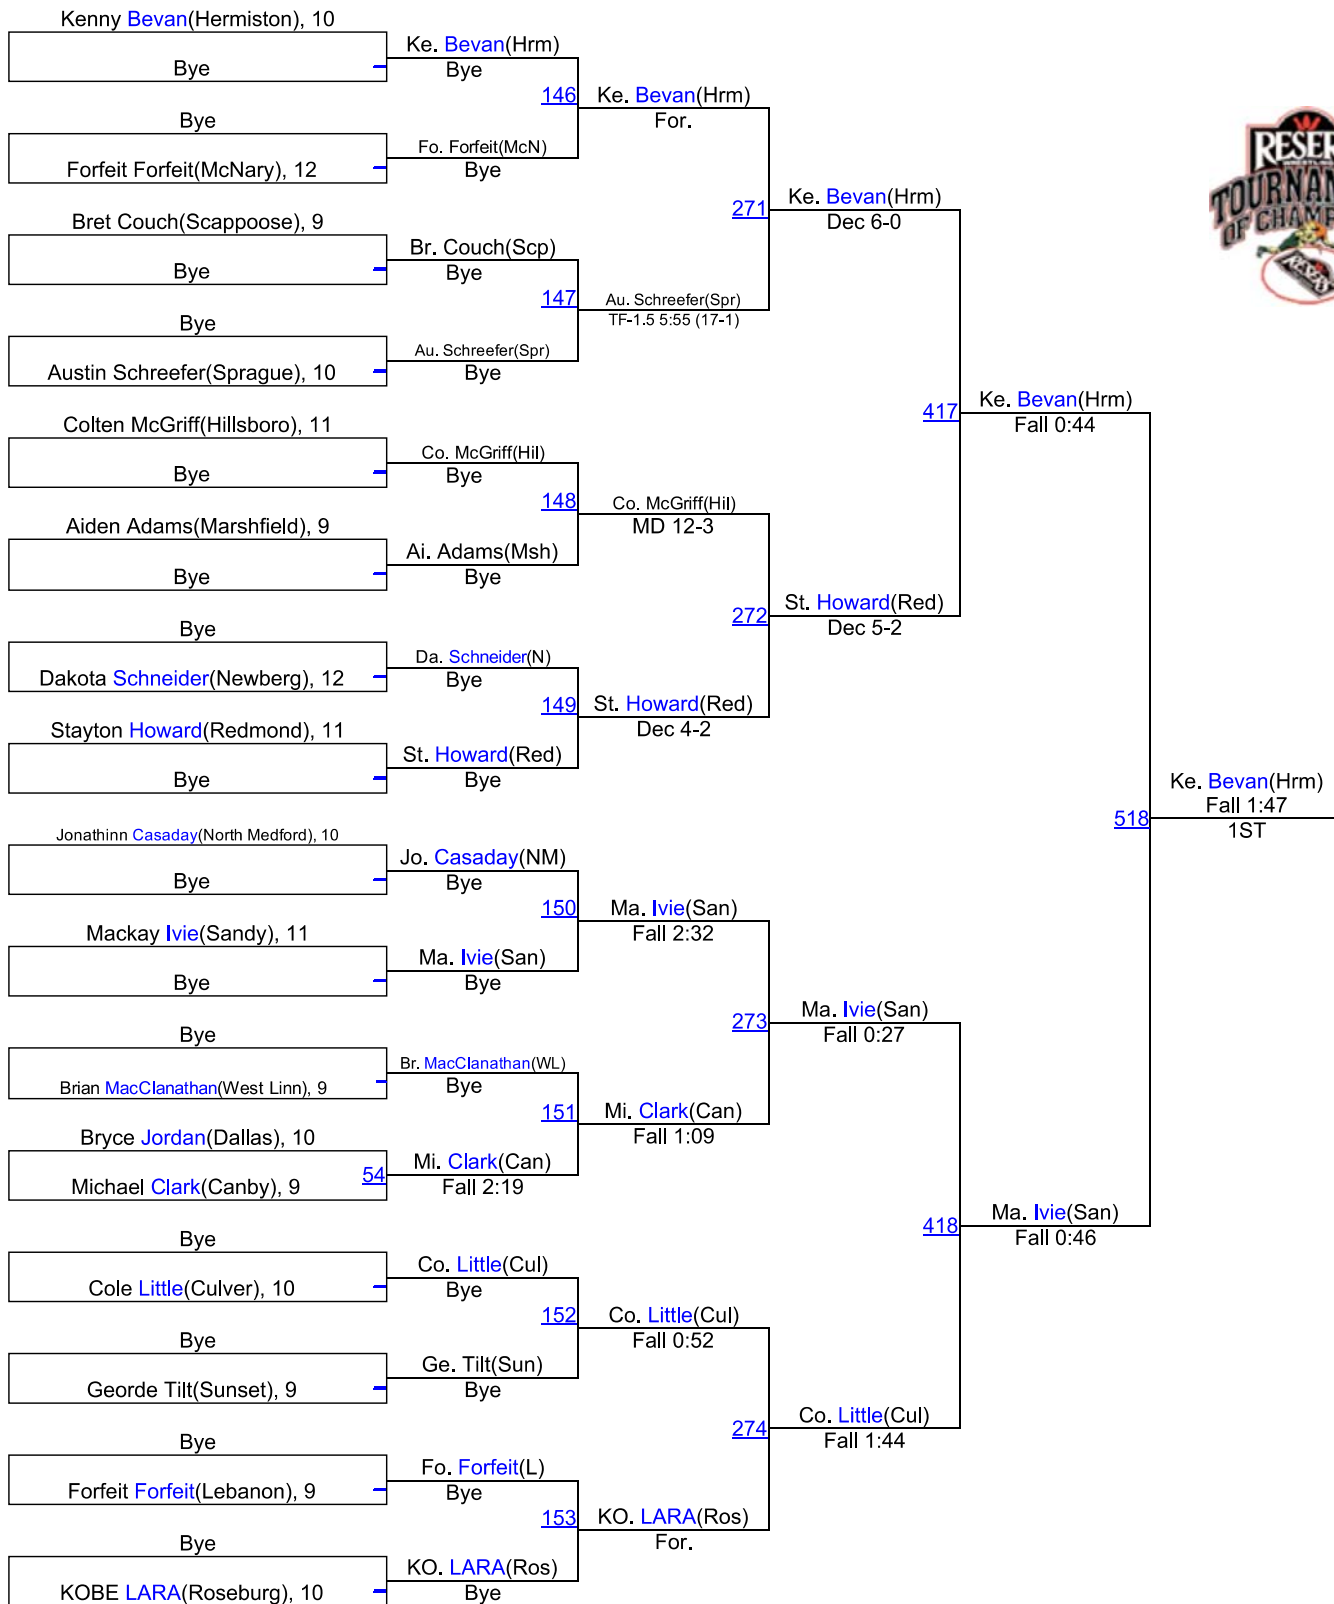 Kenny Bevan(Hermiston), 10
Bye
Bye
Forfeit Forfeit(McNary), 12
Bret Couch(Scappoose), 9
Bye
Bye
Austin Schreefer(Sprague), 10
Colten McGriff(Hillsboro), 11
Bye
Aiden Adams(Marshfield), 9
Bye
Bye
Dakota Schneider(Newberg), 12
Stayton Howard(Redmond), 11
Bye
Jonathinn Casaday(North Medford), 10
Bye
Mackay Ivie(Sandy), 11
Bye
Bye
Brian MacClanathan(West Linn), 9
Bryce Jordan(Dallas), 10
Michael Clark(Canby), 9
54
Bye
Cole Little(Culver), 10
Bye
Georde Tilt(Sunset), 9
Bye
Forfeit Forfeit(Lebanon), 9
Bye
KOBE LARA(Roseburg), 10
Ke. Bevan(Hrm)
Bye
146
Fo. Forfeit(McN)
Bye
Br. Couch(Scp)
Bye
147
Au. Schreefer(Spr)
Bye
Co. McGriff(Hil)
Bye
148
Ai. Adams(Msh)
Bye
Da. Schneider(N)
Bye
149
St. Howard(Red)
Bye
Jo. Casaday(NM)
Bye
150
Ma. Ivie(San)
Bye
Br. MacClanathan(WL)
Bye
151
Mi. Clark(Can)
Fall 2:19
Co. Little(Cul)
Bye
152
Ge. Tilt(Sun)
Bye
Fo. Forfeit(L)
Bye
153
KO. LARA(Ros)
Bye
Ke. Bevan(Hrm)
For.
271
Au. Schreefer(Spr)
TF-1.5 5:55 (17-1)
Co. McGriff(Hil)
MD 12-3
272
St. Howard(Red)
Dec 4-2
Ma. Ivie(San)
Fall 2:32
273
Mi. Clark(Can)
Fall 1:09
Co. Little(Cul)
Fall 0:52
274
KO. LARA(Ros)
For.
Ke. Bevan(Hrm)
Dec 6-0
417
St. Howard(Red)
Dec 5-2
Ma. Ivie(San)
Fall 0:27
418
Co. Little(Cul)
Fall 1:44
Ke. Bevan(Hrm)
Fall 0:44
518
Ma. Ivie(San)
Fall 0:46
Ke. Bevan(Hrm)
Fall 1:47
1ST
RESER
TOURNAM
OF CHAMP
RESER